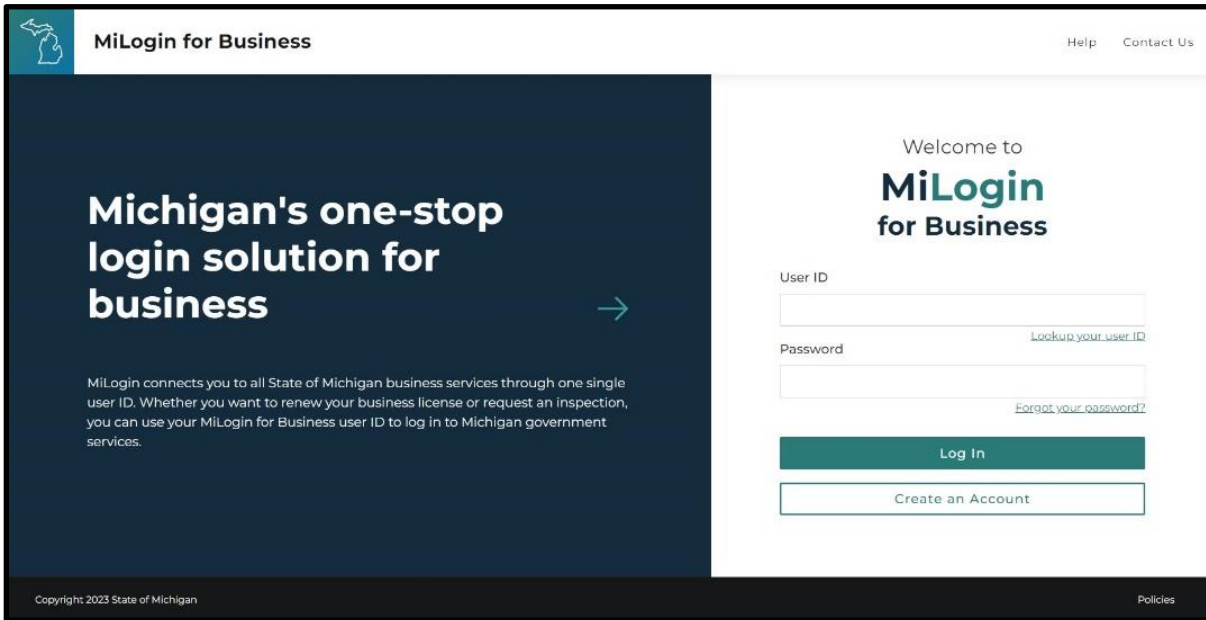 MiLogin for Business
Help
Contact Us
Michigan's one-stop
login solution for
business
MiLogin connects you to all State of Michigan business services through one single
user ID. Whether you want to renew your business license or request an inspection,
you can use your MiLogin for Business user ID to log in to Michigan government
services.
Welcome to
MiLogin
for Business
User ID
Lookup your user ID
Password
Forgot your password?
Log In
Create an Account
Copyright 2023 State of Michigan
Policies